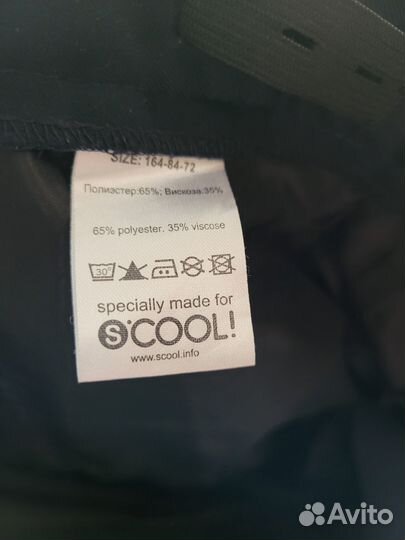 SIZE: 164-84-72
Полиэстер:65%; Вискоза:35%
65% polyester. 35% viscose
30°
specially made for
S'COOL!
www.scool.info
Avito